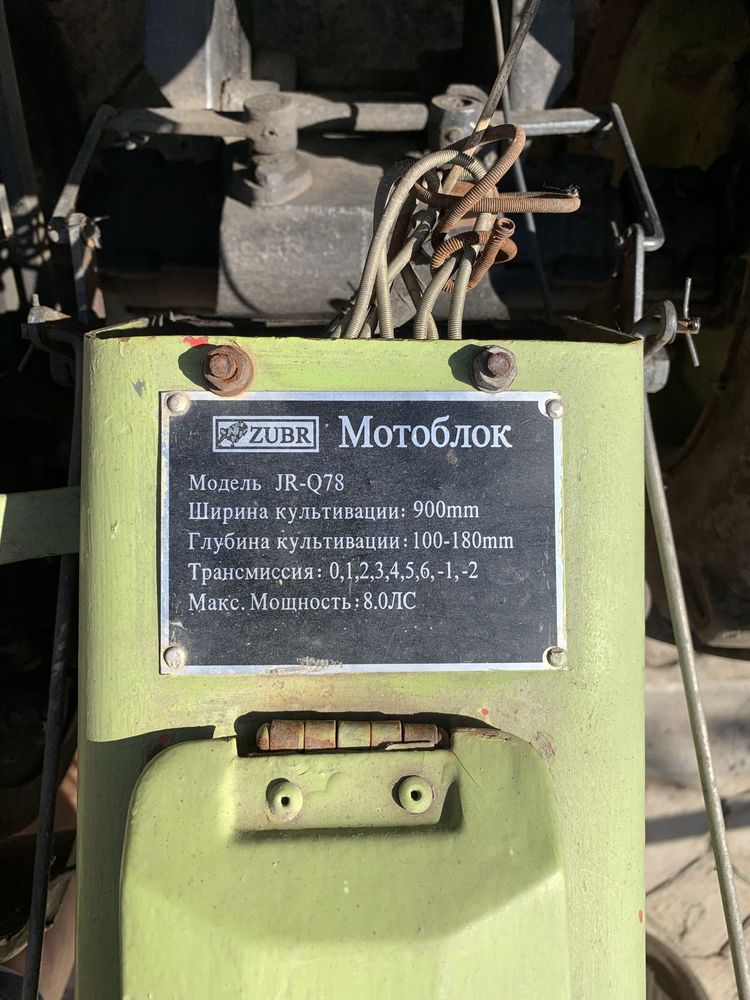 ZUBR Мотоблок
Модель JR-Q78
Ширина культивации: 900mm
Глубина культивации: 100-180mm
Трансмиссия: 0,1,2,3,4,5,6,-1,-2
Макс. Мощность: 8.0ЛС